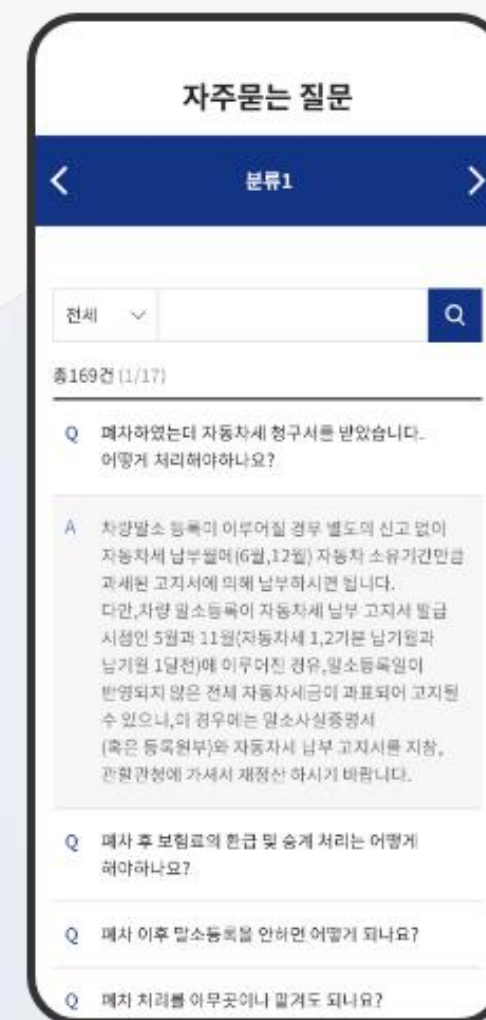 자주묻는 질문
분류1
전체
총169건 (1/17)
Q 폐차하였는데 자동차세 청구서를 받았습니다.
어떻게 처리해야하나요?
A 차량말소 등록이 이루어질 경우 별도의 신고 없이
자동차세 납부월에(6월,12월) 자동차 소유기간만큼
과세된 고지서에 의해 납부하시면 됩니다.
다만,차량 말소등록이 자동차세 납부 고지서 발급
시점인 5월과 11월(자동차세 1,2기분 납기월과
납기월 1달전)에 이루어진 경우,말소등록일이
반영되지 않은 전체 자동차세금이 과표되어 고지될
수 있으나,이 경우에는 말소사실증명서
(혹은 등록원부)와 자동차세 납부 고지서를 지참,
관할관청에 가셔서 재정산 하시기 바랍니다.
Q 폐차 후 보험료의 환급 및 승계 처리는 어떻게
해야하나요?
Q 폐차 이후 말소등록을 안하면 어떻게 되나요?
Q 폐차 처리를 아무곳이나 맡겨도 되나요?